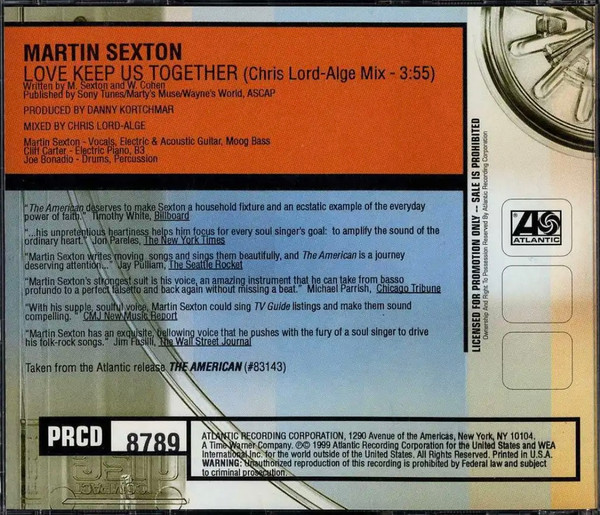 MARTIN SEXTON
LOVE KEEP US TOGETHER (Chris Lord-Alge Mix - 3:55)
Written by M. Sexton and W. Cohen
Published by Sony Tunes/Marty's Muse/Wayne's World, ASCAP
PRODUCED BY DANNY KORTCHMAR
MIXED BY CHRIS LORD-ALGE
Martin Sexton - Vocals, Electric & Acoustic Guitar, Moog Bass
Cliff Carter - Electric Piano, B3
Joe Bonadio - Drums, Percussion
"The American deserves to make Sexton a household fixture and an ecstatic example of the everyday
power of faith." Timothy White, Billboard
"...his unpretentious heartiness helps him focus for every soul singer's goal: to amplify the sound of the
ordinary heart." Jon Pareles, The New York Times
"Martin Sexton writes moving songs and sings them beautifully, and The American is a journey
deserving attention..." Jay Pulliam, The Seattle Rocket
"Martin Sexton's strongest suit is his voice, an amazing instrument that he can take from basso
profundo to a perfect falsetto and back again without missing a beat." Michael Parrish, Chicago Tribune
"With his supple, soulful voice, Martin Sexton could sing TV Guide listings and make them sound
compelling." CMJ New Music Report
"Martin Sexton has an exquisite, bellowing voice that he pushes with the fury of a soul singer to drive
his folk-rock songs." Jim Fusilli, The Wall Street Journal
Taken from the Atlantic release THE AMERICAN (#83143)
LICENSED FOR PROMOTION ONLY -- SALE IS PROHIBITED
Ownership And Right To Possession Reserved By Atlantic Recording Corporation
ATLANTIC
PRCD 8789
ATLANTIC RECORDING CORPORATION, 1290 Avenue of the Americas, New York, NY 10104.
A Time Warner Company. ℗© 1999 Atlantic Recording Corporation for the United States and WEA
International Inc. for the world outside of the United States. All Rights Reserved. Printed in U.S.A.
WARNING: Unauthorized reproduction of this recording is prohibited by Federal law and subject
to criminal prosecution.